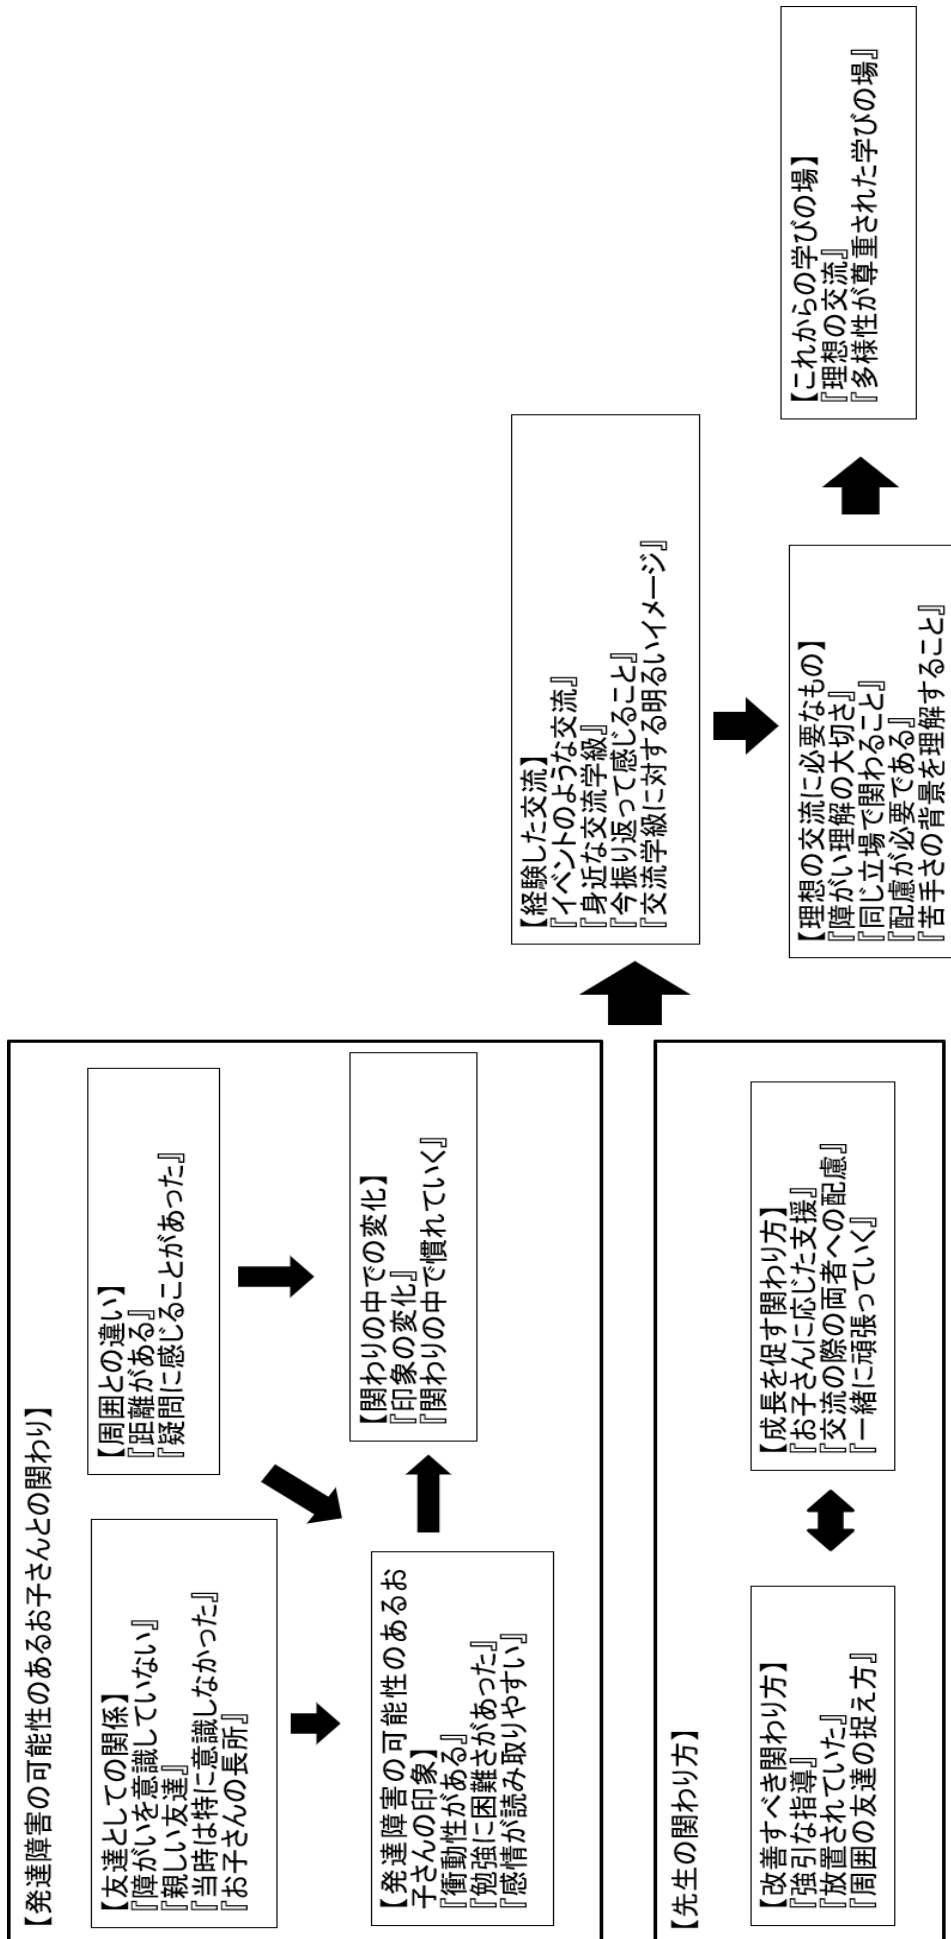 【発達障害の可能性のあるお子さんとの関わり】
【友達としての関係】
『障がいを意識していない』
『親しい友達』
『当時は特に意識しなかった』
『お子さんの長所』
【周囲との違い】
『距離がある』
『疑問に感じることがあった』
【発達障害の可能性のあるお
子さんの印象】
『衝動性がある』
『勉強に困難さがあった』
『感情が読み取りやすい』
【関わりの中での変化】
『印象の変化』
『関わりの中で慣れていく』
【先生の関わり方】
【改善すべき関わり方】
『強引な指導』
『放置されていた』
『周囲の友達の捉え方』
【成長を促す関わり方】
『お子さんに応じた支援』
『交流の際の両者への配慮』
『一緒に頑張っていく』
【経験した交流】
『イベントのような交流』
『身近な交流学級』
『今振り返って感じること』
『交流学級に対する明るいイメージ』
【理想の交流に必要なもの】
『障がい理解の大切さ』
『同じ立場で関わること』
『配慮が必要である』
『苦手さの背景を理解すること』
【これからの学びの場】
『理想の交流』
『多様性が尊重された学びの場』